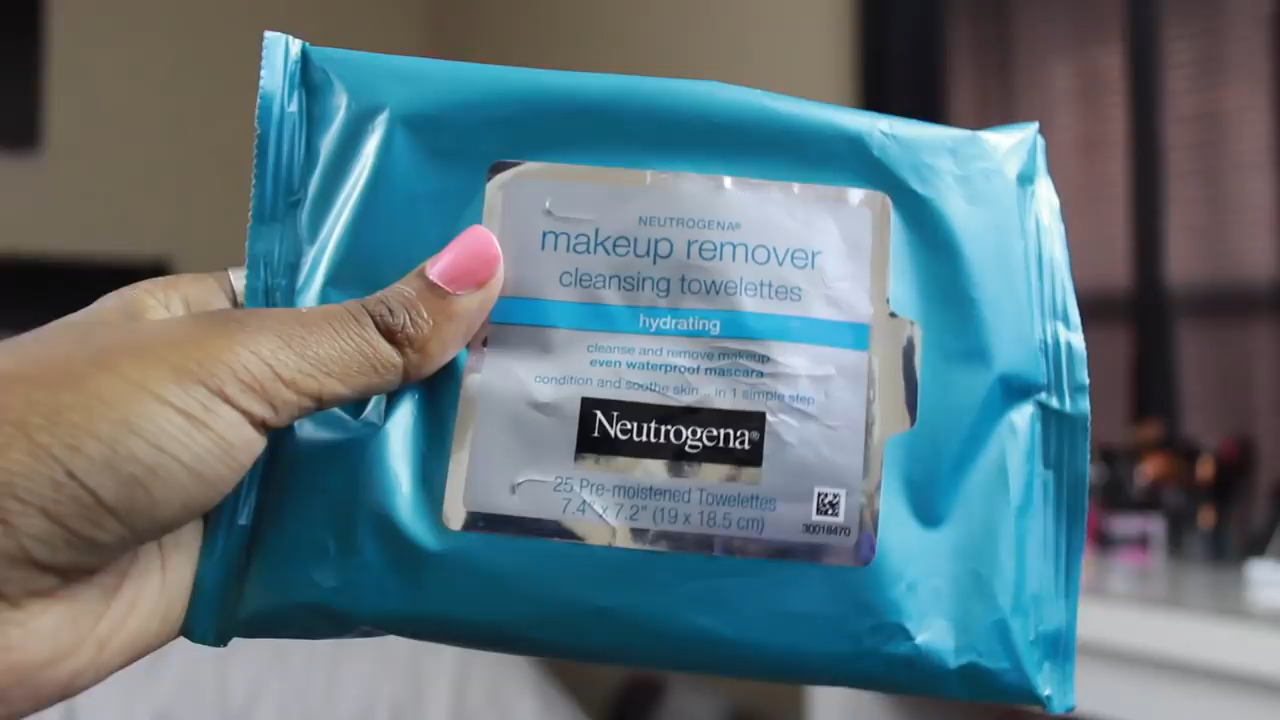 NEUTROGENA®
makeup remover
cleansing towelettes
hydrating
cleanse and remove makeup
even waterproof mascara
condition and soothe skin... in 1 simple step
Neutrogena®
25 Pre-moistened Towelettes
7.4" x 7.2" (19 x 18.5 cm)
30018470